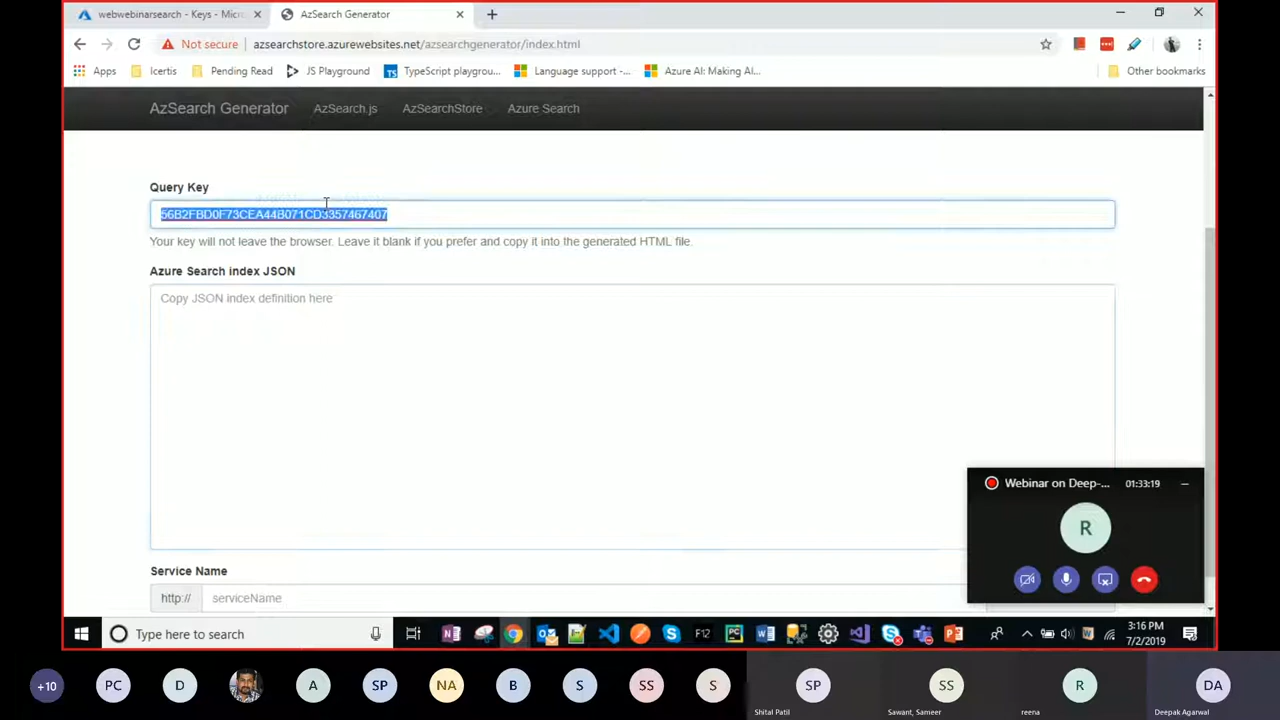 webwebinarsearch - Keys - Micr
AzSearch Generator
Not secure
azsearchstore.azurewebsites.net/azsearchgenerator/index.html
Apps
Icertis
Pending Read
JS Playground
TypeScript playgrou...
Language support -...
Azure AI: Making AI...
Other bookmarks
AzSearch Generator
AzSearch.js
AzSearchStore
Azure Search
Query Key
56B2FBD0F73CEA44B071CD3357467407
Your key will not leave the browser. Leave it blank if you prefer and copy it into the generated HTML file.
Azure Search index JSON
Copy JSON index definition here
Webinar on Deep-...
01:33:19
R
Service Name
http://
serviceName
Type here to search
F12
3:16 PM
7/2/2019
+10
PC
D
A
SP
NA
B
S
SS
S
SP
Shital Patil
SS
Sawant, Sameer
R
reena
DA
Deepak Agarwal